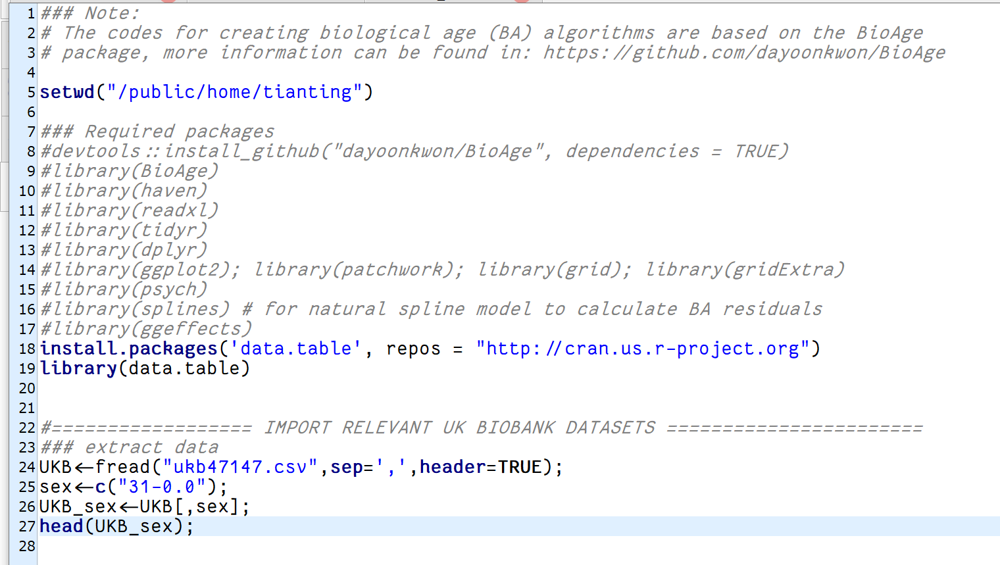 1 ### Note:
2 # The codes for creating biological age (BA) algorithms are based on the BioAge
3 # package, more information can be found in: https://github.com/dayoonkwon/BioAge
4
5 setwd("/public/home/tianting")
6
7 ### Required packages
8 #devtools::install_github("dayoonkwon/BioAge", dependencies = TRUE)
9 #library(BioAge)
10 #library(haven)
11 #library(readxl)
12 #library(tidyr)
13 #library(dplyr)
14 #library(ggplot2); library(patchwork); library(grid); library(gridExtra)
15 #library(psych)
16 #library(splines) # for natural spline model to calculate BA residuals
17 #library(ggeffects)
18 install.packages('data.table', repos = "http://cran.us.r-project.org")
19 library(data.table)
20
21
22 #================== IMPORT RELEVANT UK BIOBANK DATASETS =======================
23 ### extract data
24 UKB<-fread("ukb47147.csv",sep=',',header=TRUE);
25 sex<-c("31-0.0");
26 UKB_sex<-UKB[,sex];
27 head(UKB_sex);
28